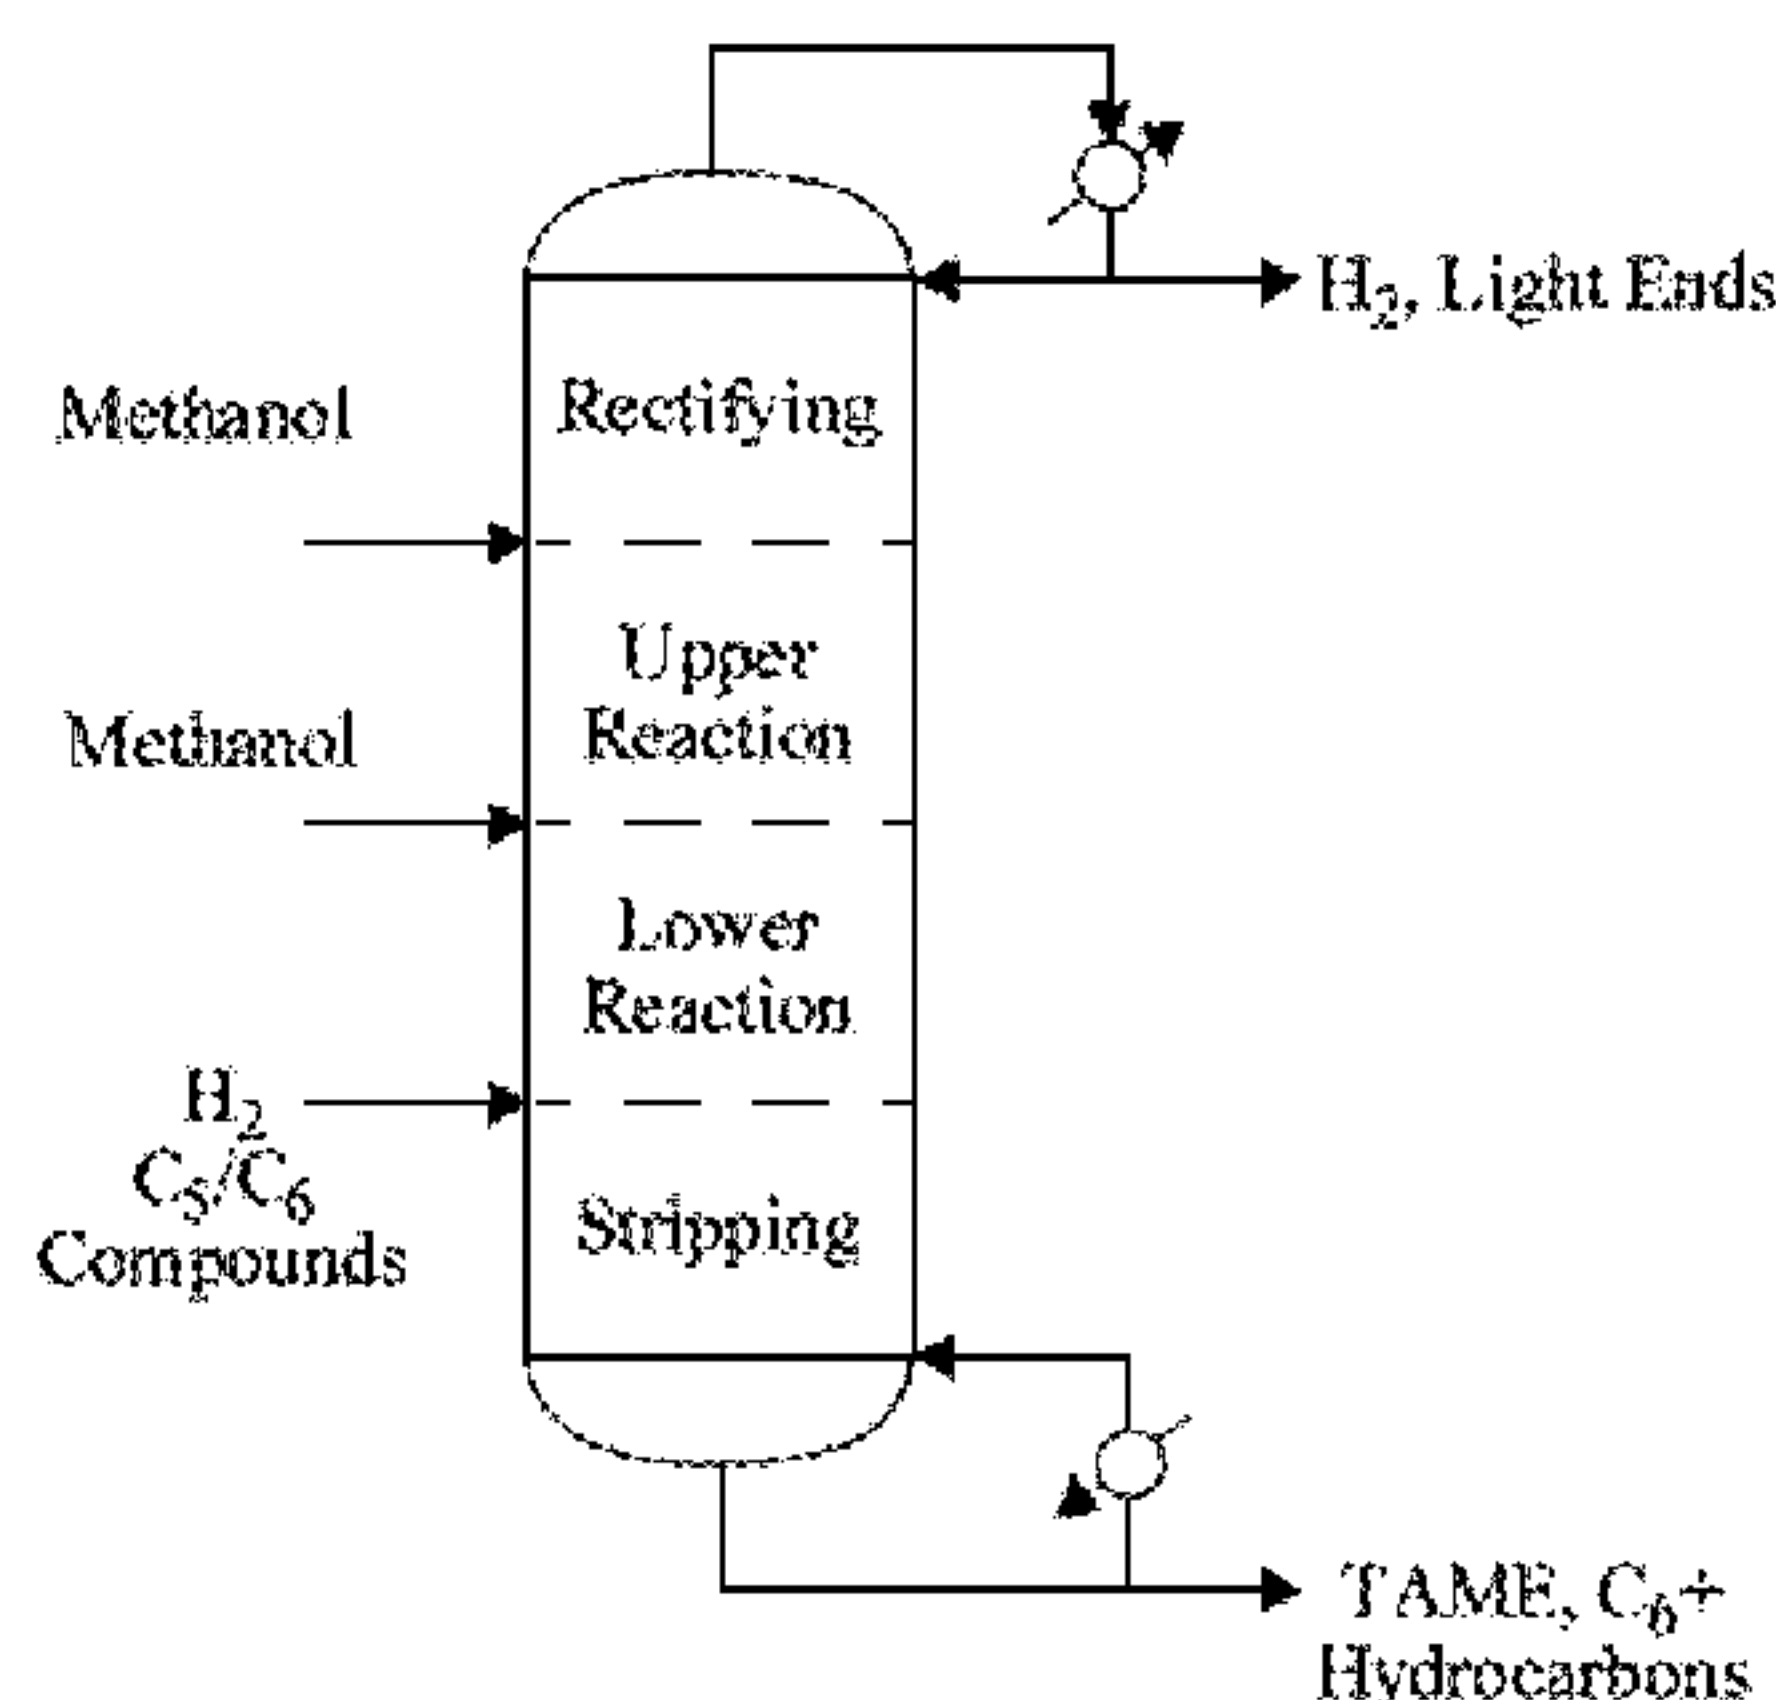 H₂, Light Ends
Methanol
Rectifying
Upper
Reaction
Methanol
Lower
Reaction
H₂
C₅/C₆
Compounds
Stripping
TAME, C₆+
Hydrocarbons